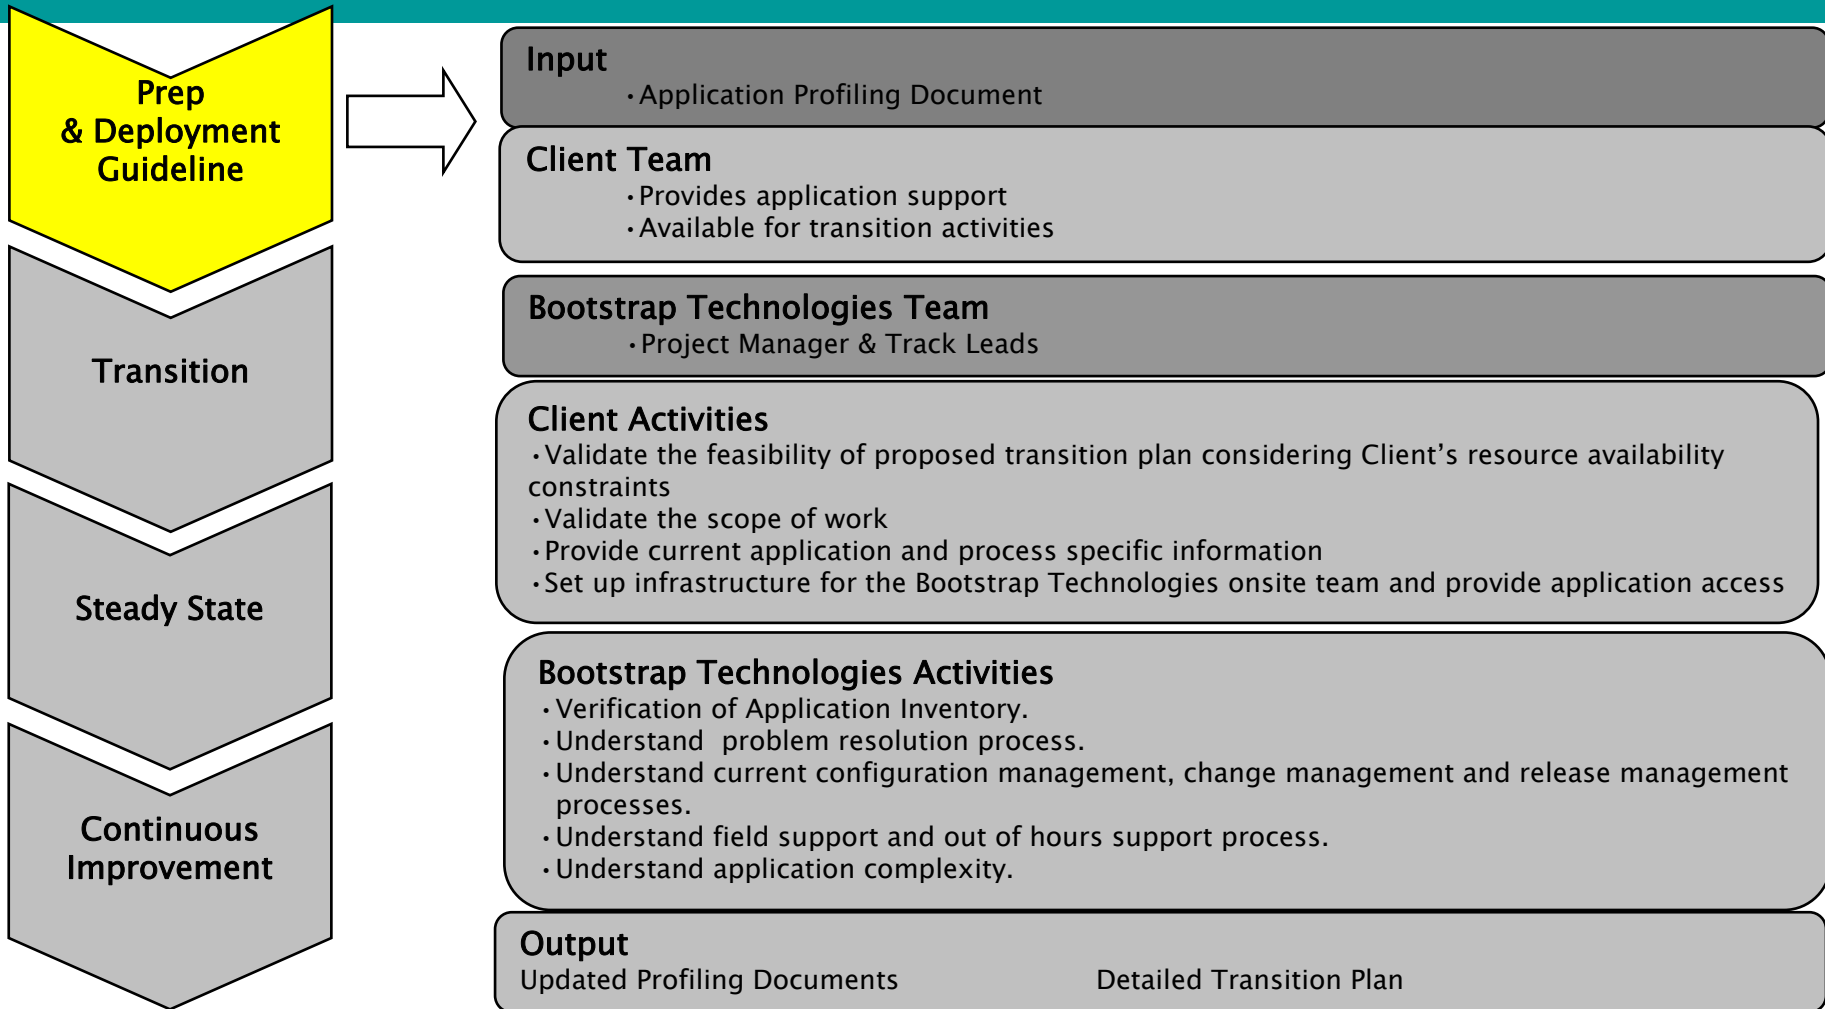 Prep
& Deployment
Guideline
Transition
Steady State
Continuous
Improvement
Input
•Application Profiling Document
Client Team
•Provides application support
•Available for transition activities
Bootstrap Technologies Team
•Project Manager & Track Leads
Client Activities
•Validate the feasibility of proposed transition plan considering Client’s resource availability
constraints
•Validate the scope of work
•Provide current application and process specific information
•Set up infrastructure for the Bootstrap Technologies onsite team and provide application access
Bootstrap Technologies Activities
•Verification of Application Inventory.
•Understand  problem resolution process.
•Understand current configuration management, change management and release management
processes.
•Understand field support and out of hours support process.
•Understand application complexity.
Output
Updated Profiling Documents Detailed Transition Plan